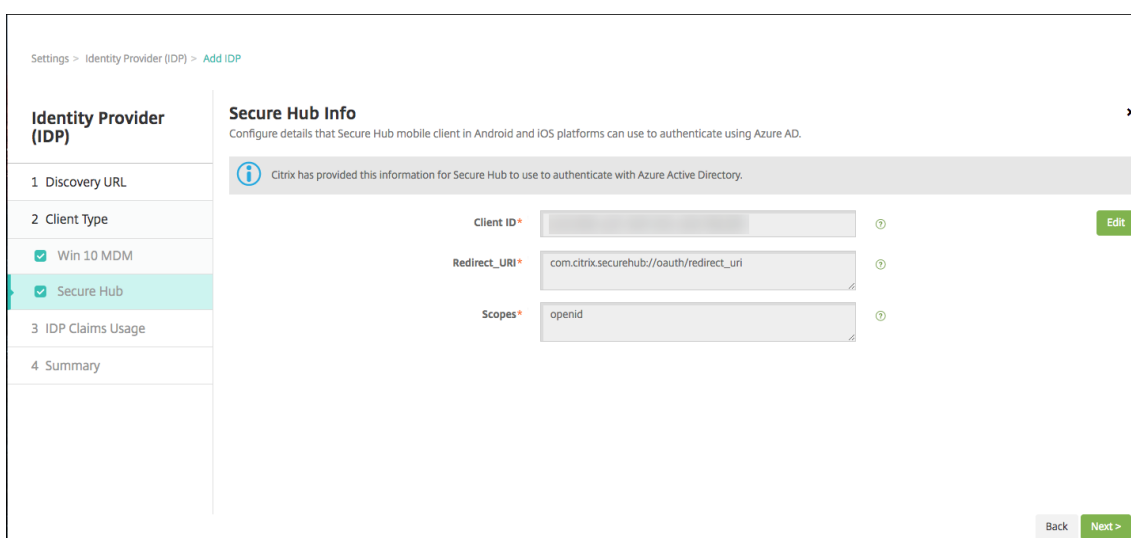 Settings > Identity Provider (IDP) > Add IDP
Identity Provider
(IDP)
1 Discovery URL
2 Client Type
Win 10 MDM
Secure Hub
3 IDP Claims Usage
4 Summary
Secure Hub Info
Configure details that Secure Hub mobile client in Android and iOS platforms can use to authenticate using Azure AD.
Citrix has provided this information for Secure Hub to use to authenticate with Azure Active Directory.
Client ID*
Edit
Redirect_URI* com.citrix.securehub://oauth/redirect_uri
Scopes* openid
Back Next >